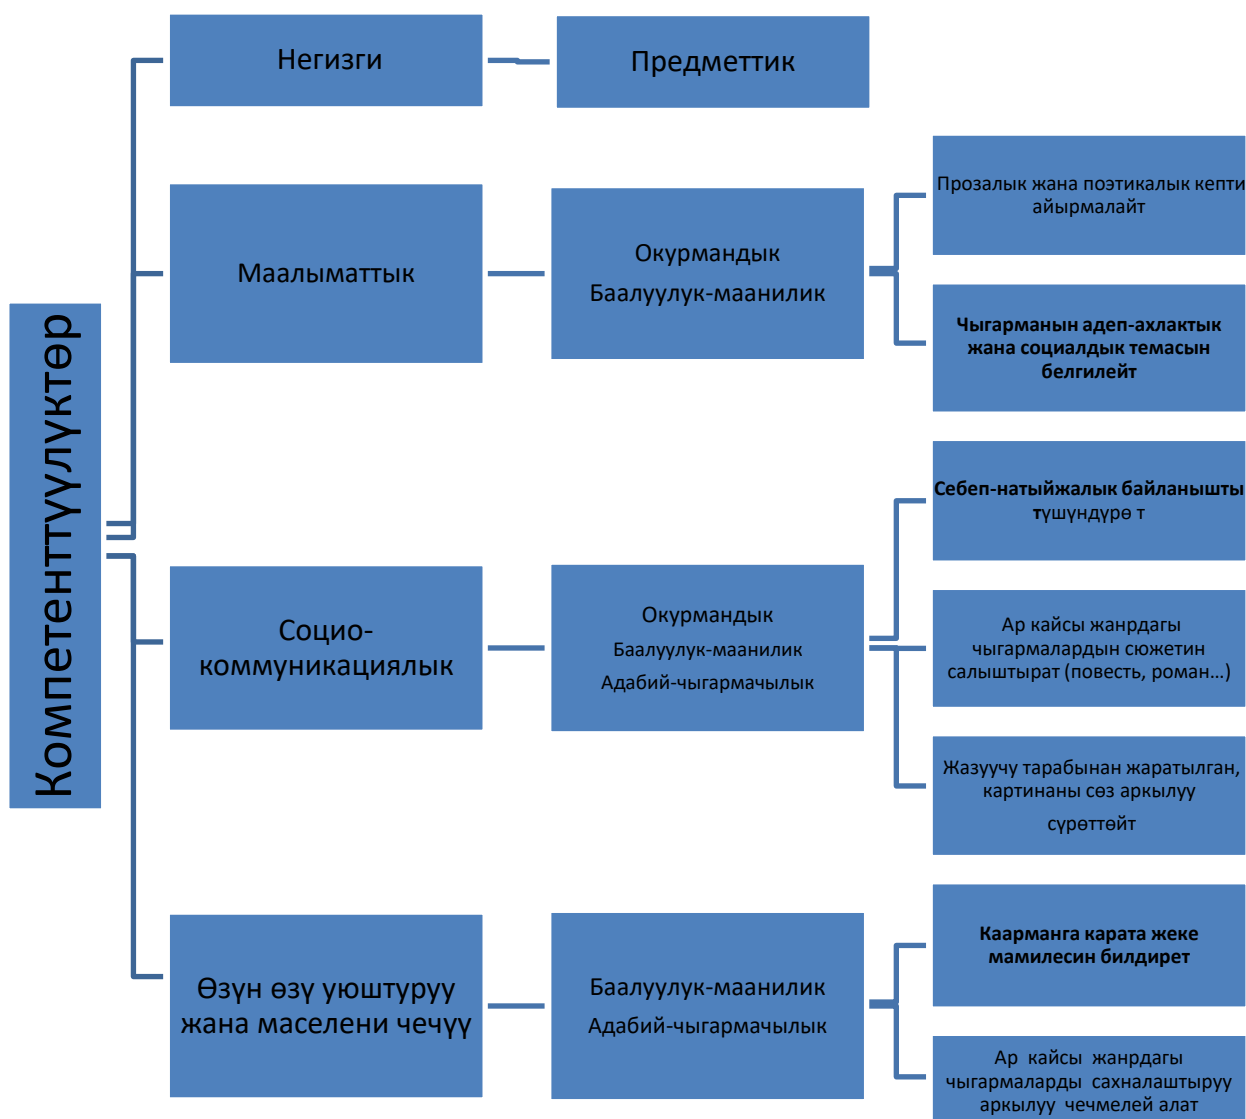 Компетенттүүлүктөр
Негизги
Предметтик
Маалыматтык
Окурмандык
Баалуулук-маанилик
Прозалык жана поэтикалык кепти
айырмалайт
Чыгарманын адеп-ахлактык
жана социалдык темасын
белгилейт
Социо-
коммуникациялык
Окурмандык
Баалуулук-маанилик
Адабий-чыгармачылык
Себеп-натыйжалык байланышты
түшүндүрө т
Ар кайсы жанрдагы
чыгармалардын сюжетин
салыштырат (повесть, роман...)
Жазуучу тарабынан жаратылган,
картинаны сөз аркылуу
сүрөттөйт
Өзүн өзү уюштуруу
жана маселени чечүү
Баалуулук-маанилик
Адабий-чыгармачылык
Каарманга карата жеке
мамилесин билдирет
Ар кайсы жанрдагы
чыгармаларды сахналаштыруу
аркылуу чечмелей алат